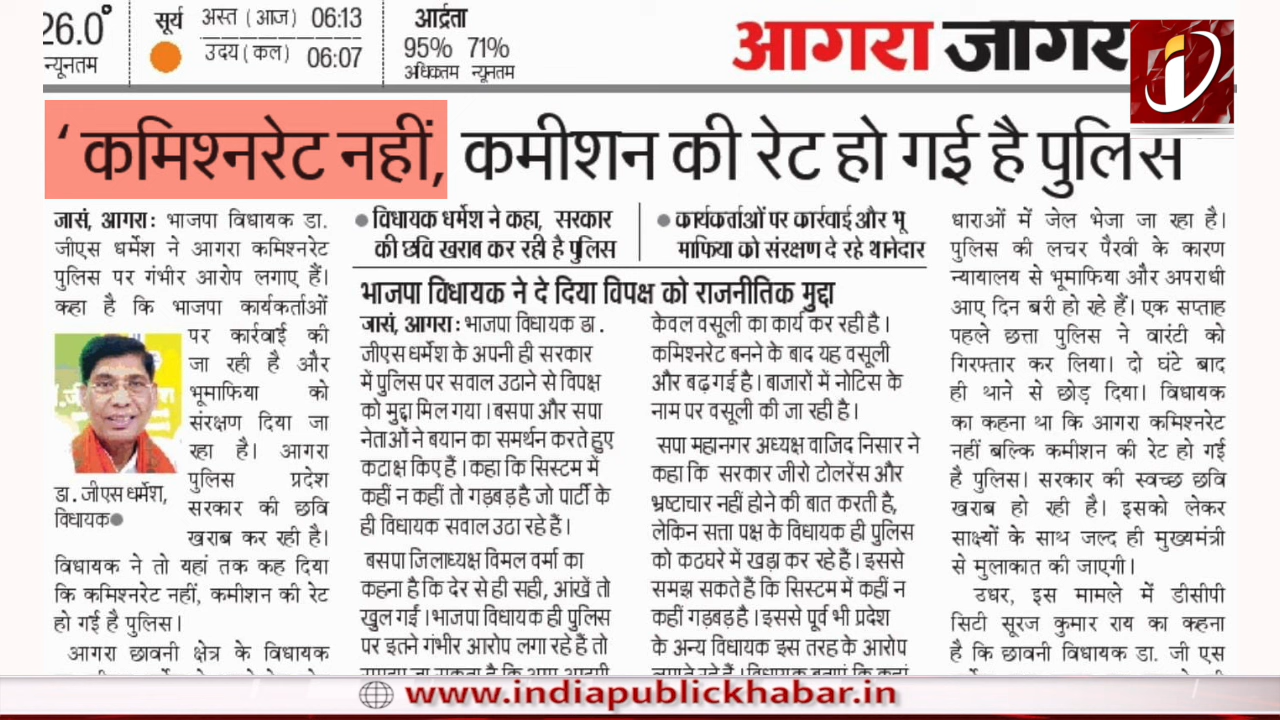 26.0°
न्यूनतम
सूर्य
अस्त (आज) 06:13
उदय (कल) 06:07
आर्द्रता
95% 71%
अधिकतम न्यूनतम
आगरा जागर
‘ कमिश्नरेट नहीं, कमीशन की रेट हो गई है पुलिस
जासं, आगरा: भाजपा विधायक डा.
जीएस धर्मेश ने आगरा कमिश्नरेट
पुलिस पर गंभीर आरोप लगाए हैं।
कहा है कि भाजपा कार्यकर्ताओं
पर कार्रवाई की
जा रही है और
भूमाफिया को
संरक्षण दिया जा
रहा है। आगरा
पुलिस प्रदेश
सरकार की छवि
खराब कर रही है।
डा. जीएस धर्मेश,
विधायक●
विधायक ने तो यहां तक कह दिया
कि कमिश्नरेट नहीं, कमीशन की रेट
हो गई है पुलिस।
आगरा छावनी क्षेत्र के विधायक
● विधायक धर्मेश ने कहा, सरकार
की छवि खराब कर रही है पुलिस
● कार्यकर्ताओं पर कार्रवाई और भू
माफिया को संरक्षण दे रहे थानेदार
भाजपा विधायक ने दे दिया विपक्ष को राजनीतिक मुद्दा
जासं, आगरा: भाजपा विधायक डा.
जीएस धर्मेश के अपनी ही सरकार
में पुलिस पर सवाल उठाने से विपक्ष
को मुद्दा मिल गया। बसपा और सपा
नेताओं ने बयान का समर्थन करते हुए
कटाक्ष किए हैं। कहा कि सिस्टम में
कहीं न कहीं तो गड़बड़ है जो पार्टी के
ही विधायक सवाल उठा रहे हैं।
बसपा जिलाध्यक्ष विमल वर्मा का
कहना है कि देर से ही सही, आंखें तो
खुल गईं। भाजपा विधायक ही पुलिस
पर इतने गंभीर आरोप लगा रहे हैं तो
समझा जा सकता है कि आम आदमी
केवल वसूली का कार्य कर रही है।
कमिश्नरेट बनने के बाद यह वसूली
और बढ़ गई है। बाजारों में नोटिस के
नाम पर वसूली की जा रही है।
सपा महानगर अध्यक्ष वाजिद निसार ने
कहा कि सरकार जीरो टोलरेंस और
भ्रष्टाचार नहीं होने की बात करती है,
लेकिन सत्ता पक्ष के विधायक ही पुलिस
को कटघरे में खड़ा कर रहे हैं। इससे
समझ सकते हैं कि सिस्टम में कहीं न
कहीं गड़बड़ है। इससे पूर्व भी प्रदेश
के अन्य विधायक इस तरह के आरोप
धाराओं में जेल भेजा जा रहा है।
पुलिस की लचर पैरवी के कारण
न्यायालय से भूमाफिया और अपराधी
आए दिन बरी हो रहे हैं। एक सप्ताह
पहले छत्ता पुलिस ने वारंटी को
गिरफ्तार कर लिया। दो घंटे बाद
ही थाने से छोड़ दिया। विधायक
का कहना था कि आगरा कमिश्नरेट
नहीं बल्कि कमीशन की रेट हो गई
है पुलिस। सरकार की स्वच्छ छवि
खराब हो रही है। इसको लेकर
साक्ष्यों के साथ जल्द ही मुख्यमंत्री
से मुलाकात की जाएगी।
उधर, इस मामले में डीसीपी
सिटी सूरज कुमार राय का कहना
है कि छावनी विधायक डा. जी एस
www.indiapublickhabar.in